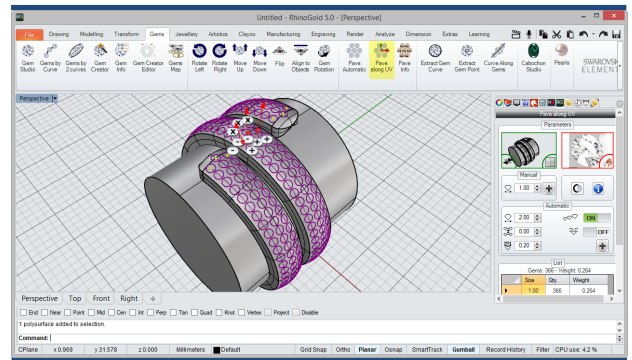 Untitled - RhinoGold 5.0 - [Perspective]
File Drawing Modelling Transform Gems Jewellery Artistics Clayoo Manufacturing Engraving Render Analyze Dimension Extras Learning
Gem Studio Gems by Curve Gems by 2 curves Gem Creator Gem Info Gem Creator Editor Gems Map Rotate Left Rotate Right Move Up Move Down Flip Align to Objects Gem Rotation Pave Automatic Pave along UV Pave Info Extract Gem Curve Extract Gem Point Curve Along Gems Cabochon Studio Pearls SWAROVSK ELEMENT
Perspective
Pave along UV
Parameters
Manual
1.00
Automatic
2.00 ON
0.00 OFF
0.20
List
Gems: 366 - Weight: 0.264
Size Qty. Weight
1.00 366 0.264
Perspective Top Front Right
End Near Point Mid Cen Int Perp Tan Quad Knot Vertex Project Disable
1 polysurface added to selection.
Command:
CPlane x 0.969 y 31.578 z 0.000 Millimeters Default Grid Snap Ortho Planar Osnap SmartTrack Gumball Record History Filter CPU use: 4.2 %